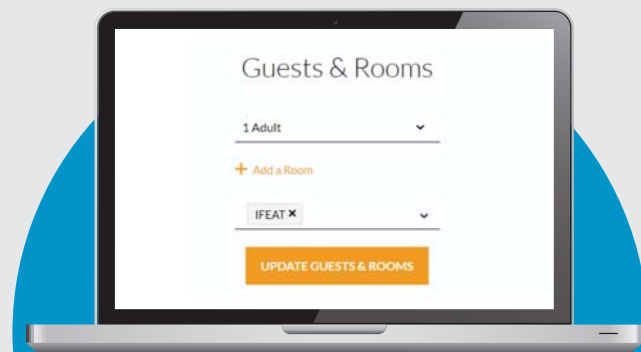 Guests & Rooms
1 Adult
+ Add a Room
IFEAT ×
UPDATE GUESTS & ROOMS